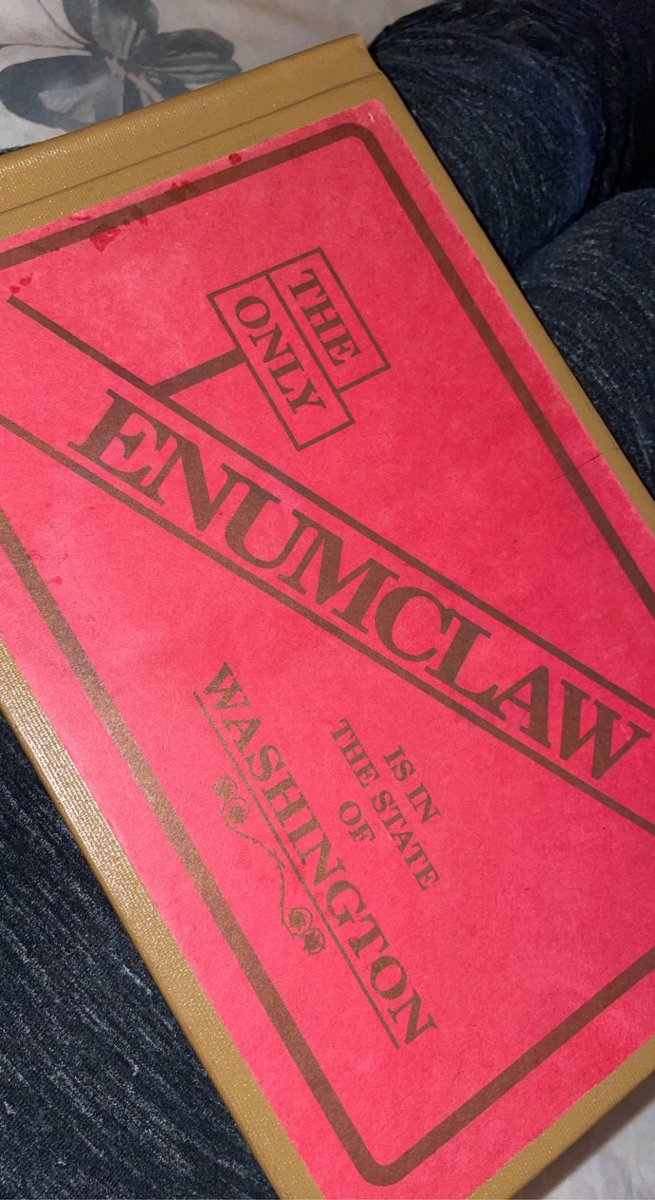 THE
ONLY
ENUMCLAW
IS IN
THE STATE
OF
WASHINGTON